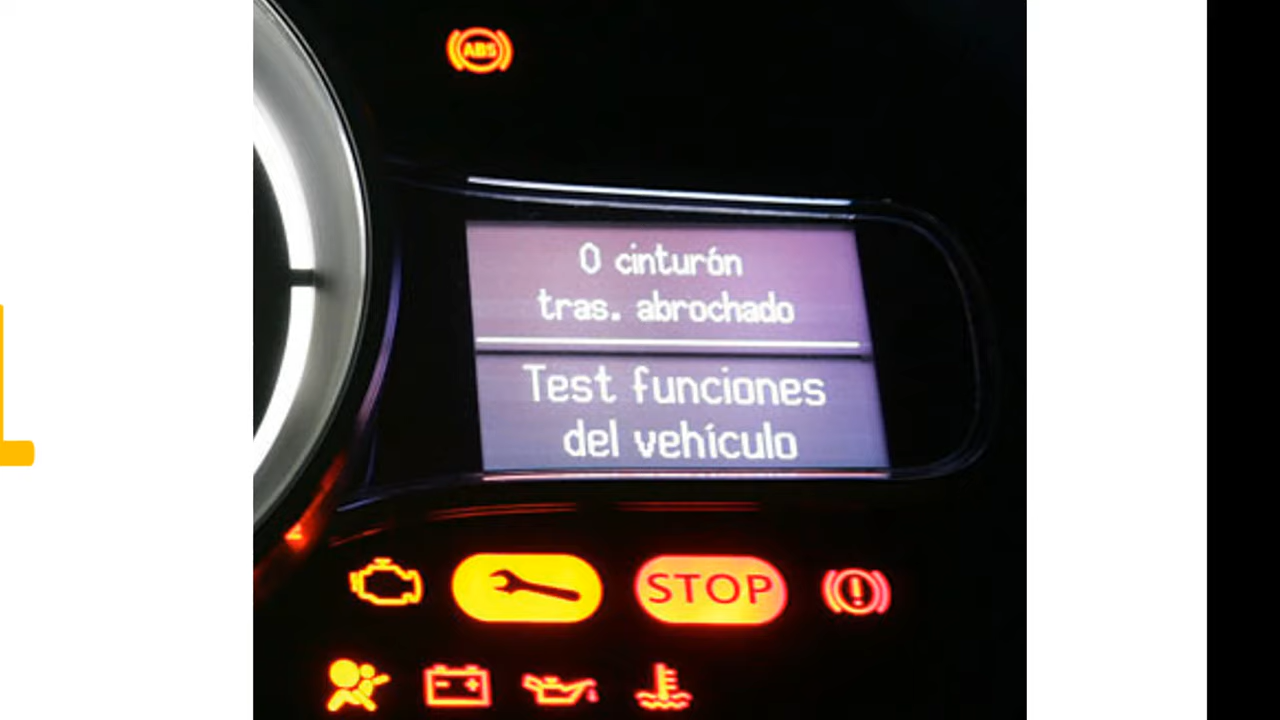 ABS
0 cinturón
tras. abrochado
Test funciones
del vehículo
STOP